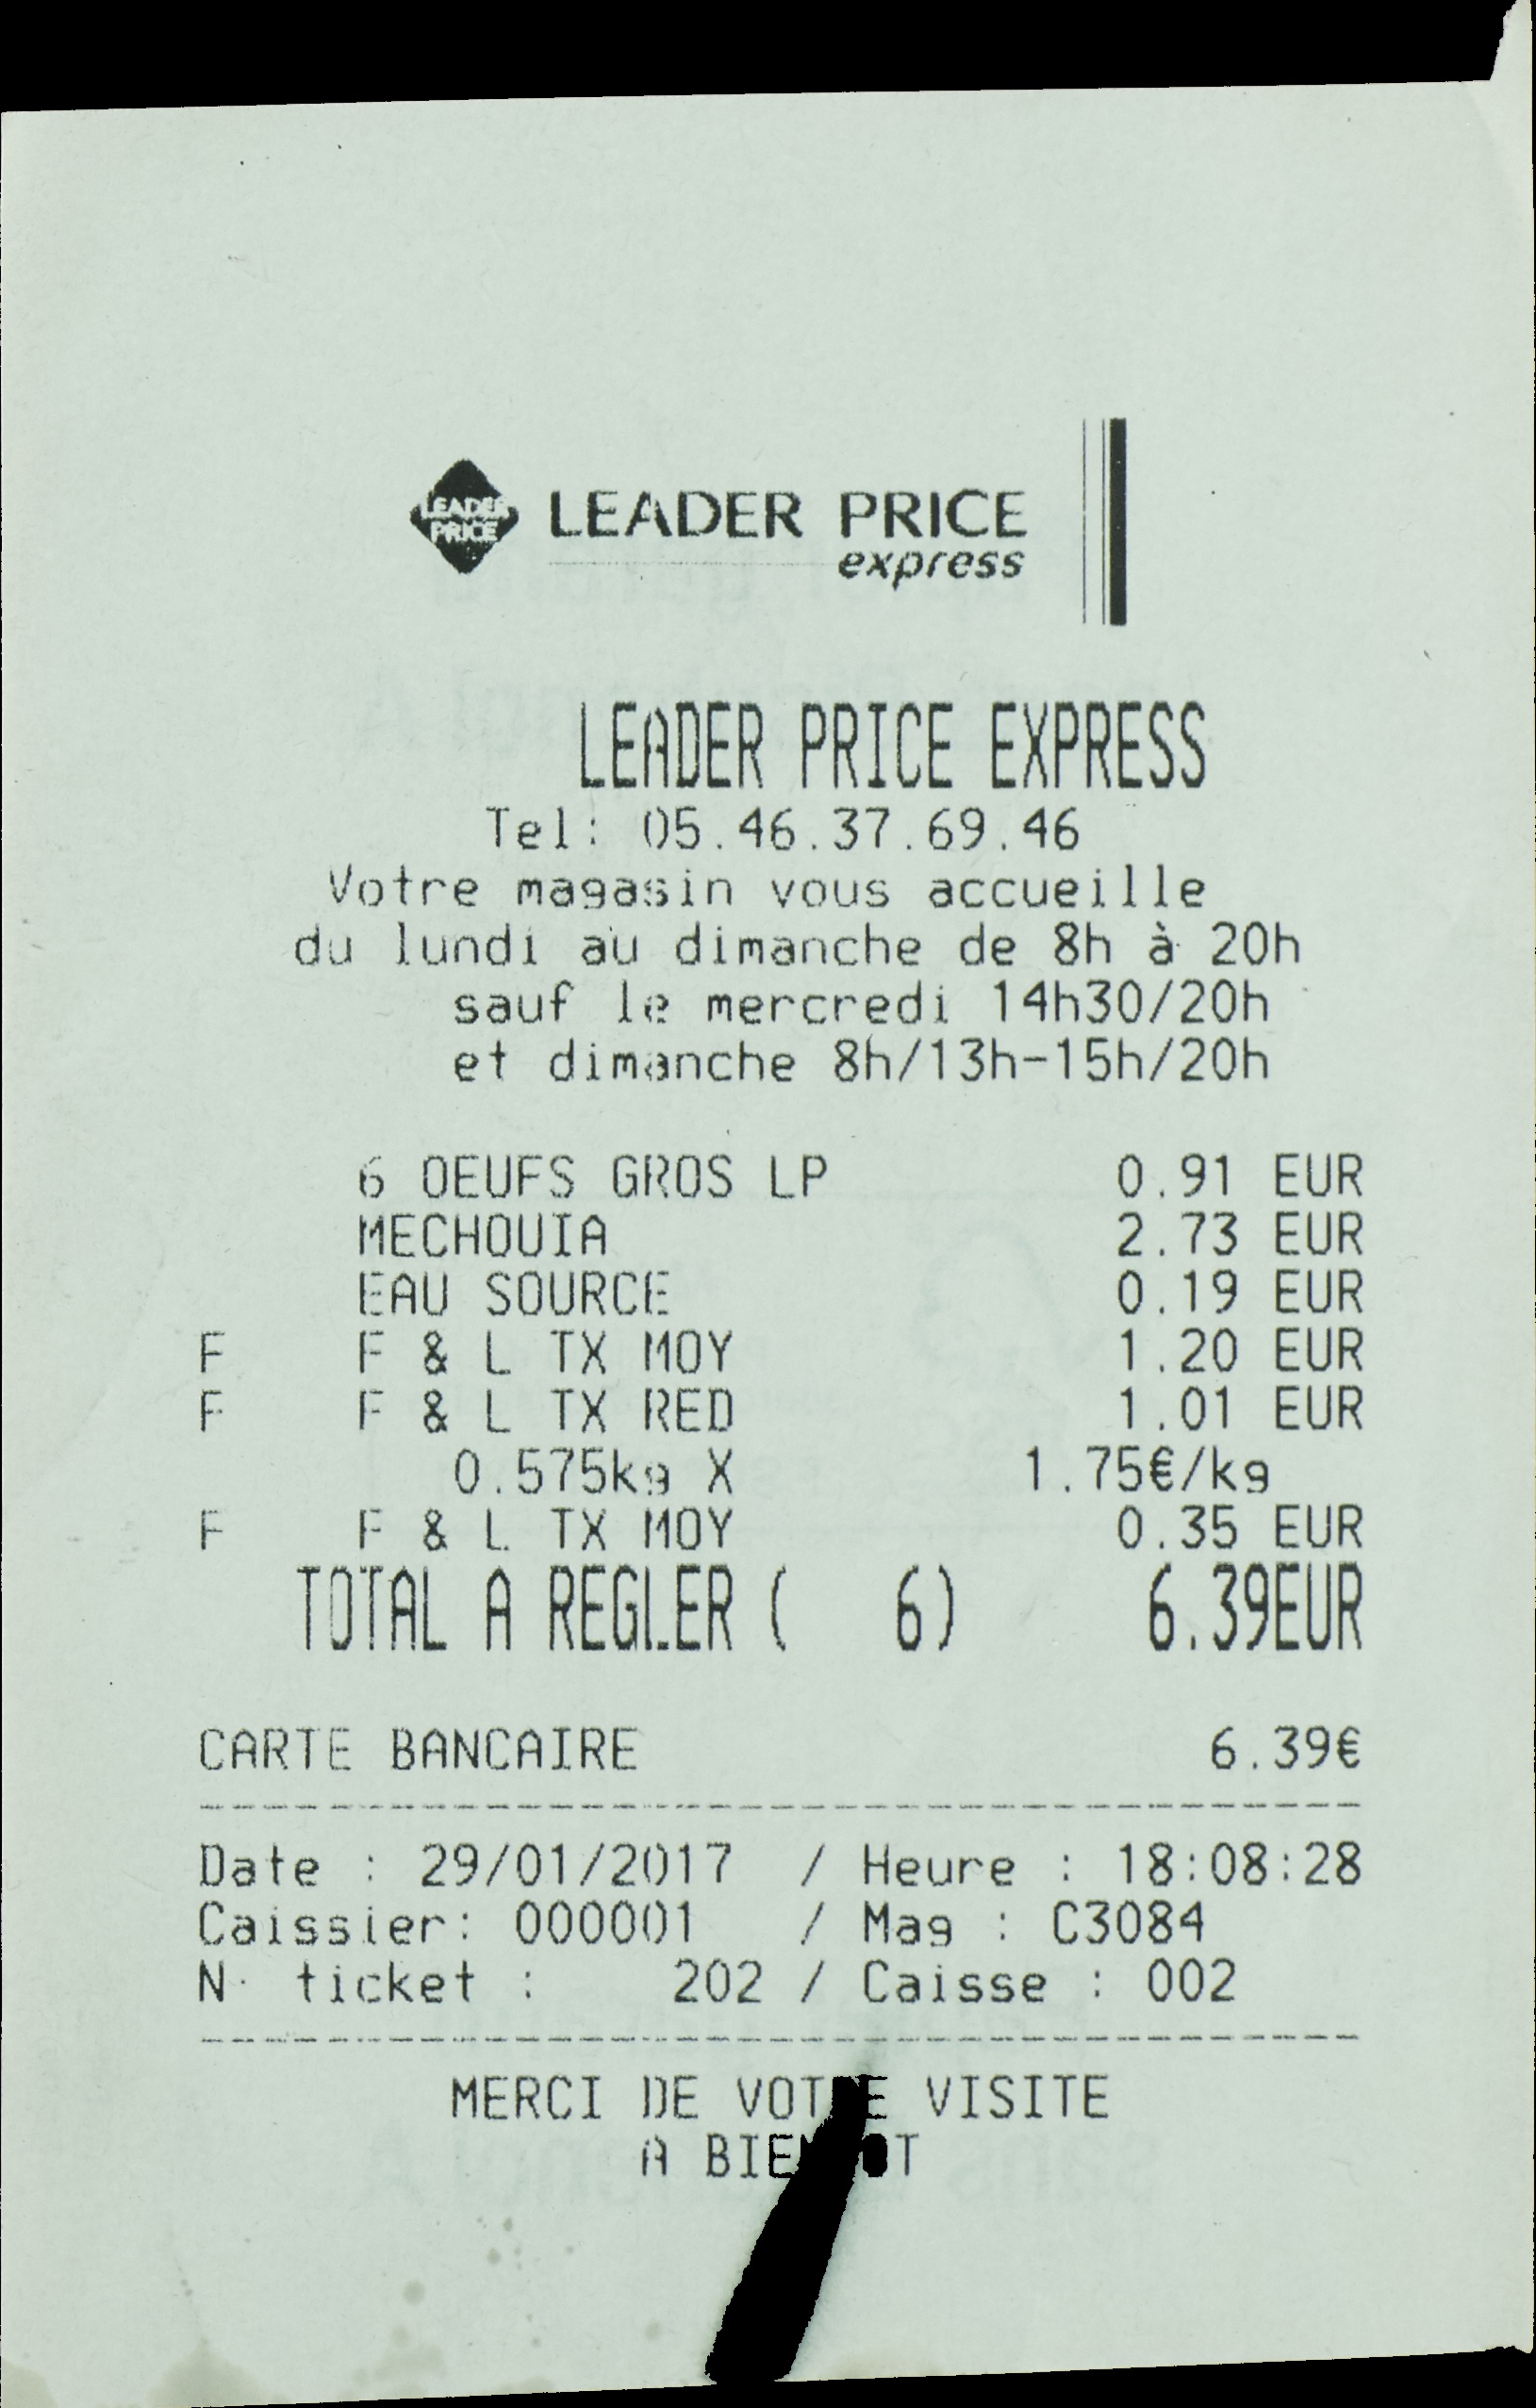 LEADER PRICE
LEADER PRICE
express
LEADER PRICE EXPRESS
Tel: 05.46.37.69.46
Votre magasin vous accueille
du lundi au dimanche de 8h à 20h
sauf le mercredi 14h30/20h
et dimanche 8h/13h-15h/20h
6 OEUFS GROS LP 0.91 EUR
MECHOUIA 2.73 EUR
EAU SOURCE 0.19 EUR
F F & L TX MOY 1.20 EUR
F F & L TX RED 1.01 EUR
0.575kg X 1.75€/kg
F F & L TX MOY 0.35 EUR
TOTAL A REGLER ( 6) 6.39EUR
CARTE BANCAIRE 6.39€
Date : 29/01/2017 / Heure : 18:08:28
Caissier: 000001 / Mag : C3084
N· ticket : 202 / Caisse : 002
MERCI DE VOTRE VISITE
A